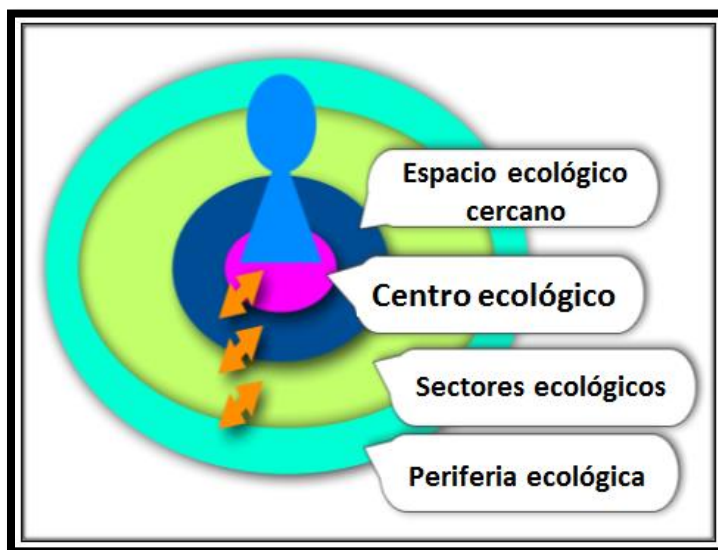 Espacio ecológico
cercano
Centro ecológico
Sectores ecológicos
Periferia ecológica